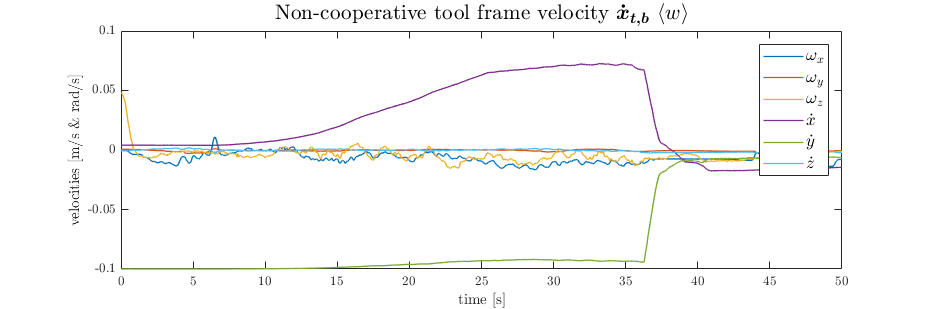 Non-cooperative tool frame velocity ẋ_{t,b} ⟨w⟩
velocities [m/s & rad/s]
0.1
0.05
0
-0.05
-0.1
0 5 10 15 20 25 30 35 40 45 50
time [s]
ω_x
ω_y
ω_z
ẋ
ẏ
ż